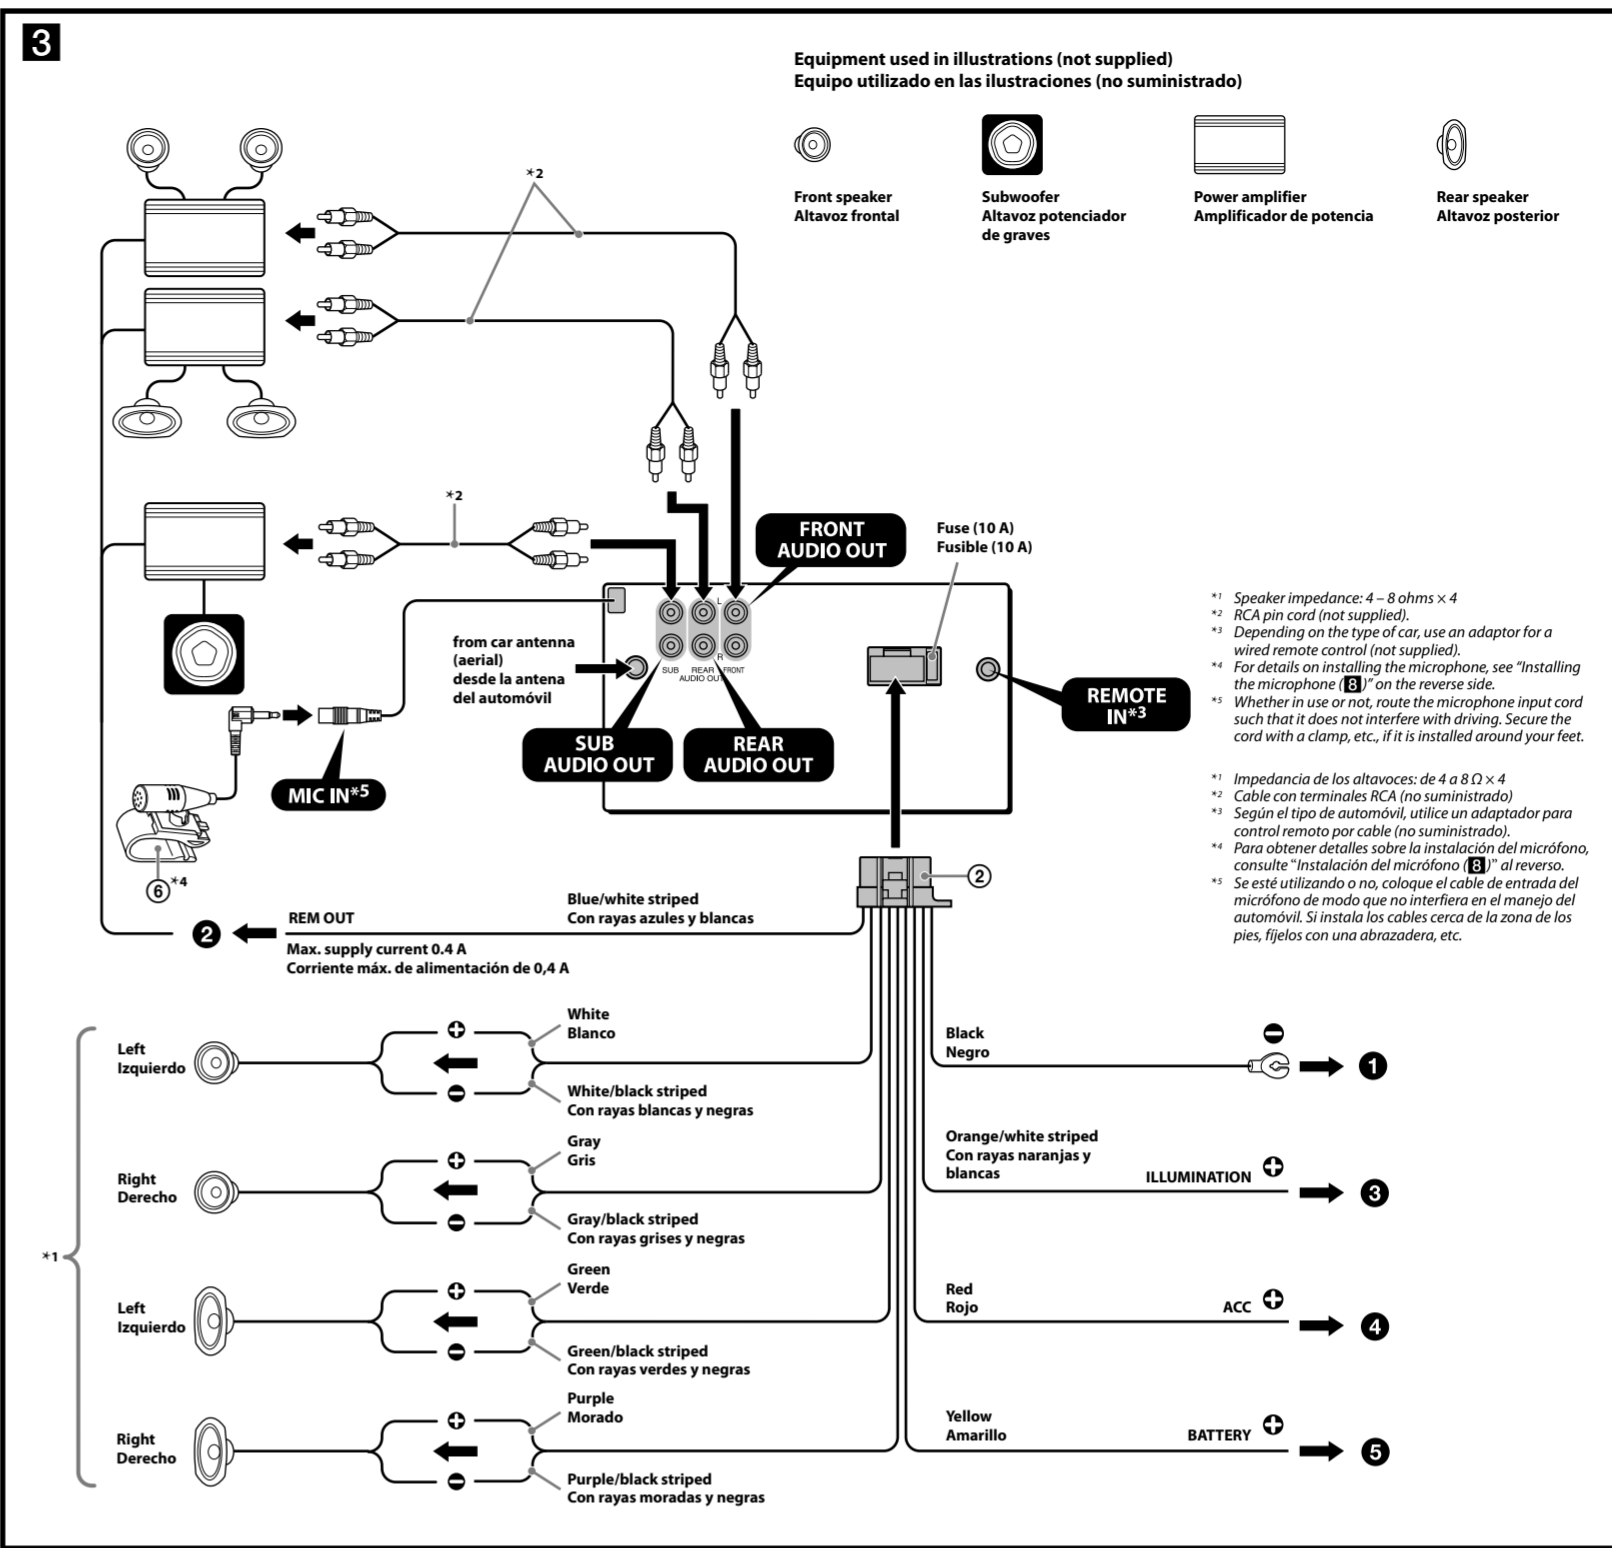 3
Equipment used in illustrations (not supplied)
Equipo utilizado en las ilustraciones (no suministrado)
Front speaker
Altavoz frontal
Subwoofer
Altavoz potenciador
de graves
Power amplifier
Amplificador de potencia
Rear speaker
Altavoz posterior
*2
*2
FRONT
AUDIO OUT
Fuse (10 A)
Fusible (10 A)
from car antenna
(aerial)
desde la antena
del automóvil
L
R
SUB
REAR
FRONT
AUDIO OUT
SUB
AUDIO OUT
REAR
AUDIO OUT
REMOTE
IN*3
MIC IN*5
6 *4
2
*1 Speaker impedance: 4 – 8 ohms × 4
*2 RCA pin cord (not supplied).
*3 Depending on the type of car, use an adaptor for a
wired remote control (not supplied).
*4 For details on installing the microphone, see “Installing
the microphone (8)” on the reverse side.
*5 Whether in use or not, route the microphone input cord
such that it does not interfere with driving. Secure the
cord with a clamp, etc., if it is installed around your feet.
*1 Impedancia de los altavoces: de 4 a 8 Ω × 4
*2 Cable con terminales RCA (no suministrado)
*3 Según el tipo de automóvil, utilice un adaptador para
control remoto por cable (no suministrado).
*4 Para obtener detalles sobre la instalación del micrófono,
consulte “Instalación del micrófono (8)” al reverso.
*5 Se esté utilizando o no, coloque el cable de entrada del
micrófono de modo que no interfiera en el manejo del
automóvil. Si instala los cables cerca de la zona de los
pies, fíjelos con una abrazadera, etc.
Blue/white striped
Con rayas azules y blancas
2
REM OUT
Max. supply current 0.4 A
Corriente máx. de alimentación de 0,4 A
*1
Left
Izquierdo
+
−
White
Blanco
White/black striped
Con rayas blancas y negras
Right
Derecho
+
−
Gray
Gris
Gray/black striped
Con rayas grises y negras
Left
Izquierdo
+
−
Green
Verde
Green/black striped
Con rayas verdes y negras
Right
Derecho
+
−
Purple
Morado
Purple/black striped
Con rayas moradas y negras
Black
Negro
−
1
Orange/white striped
Con rayas naranjas y
blancas
ILLUMINATION +
3
Red
Rojo
ACC +
4
Yellow
Amarillo
BATTERY +
5